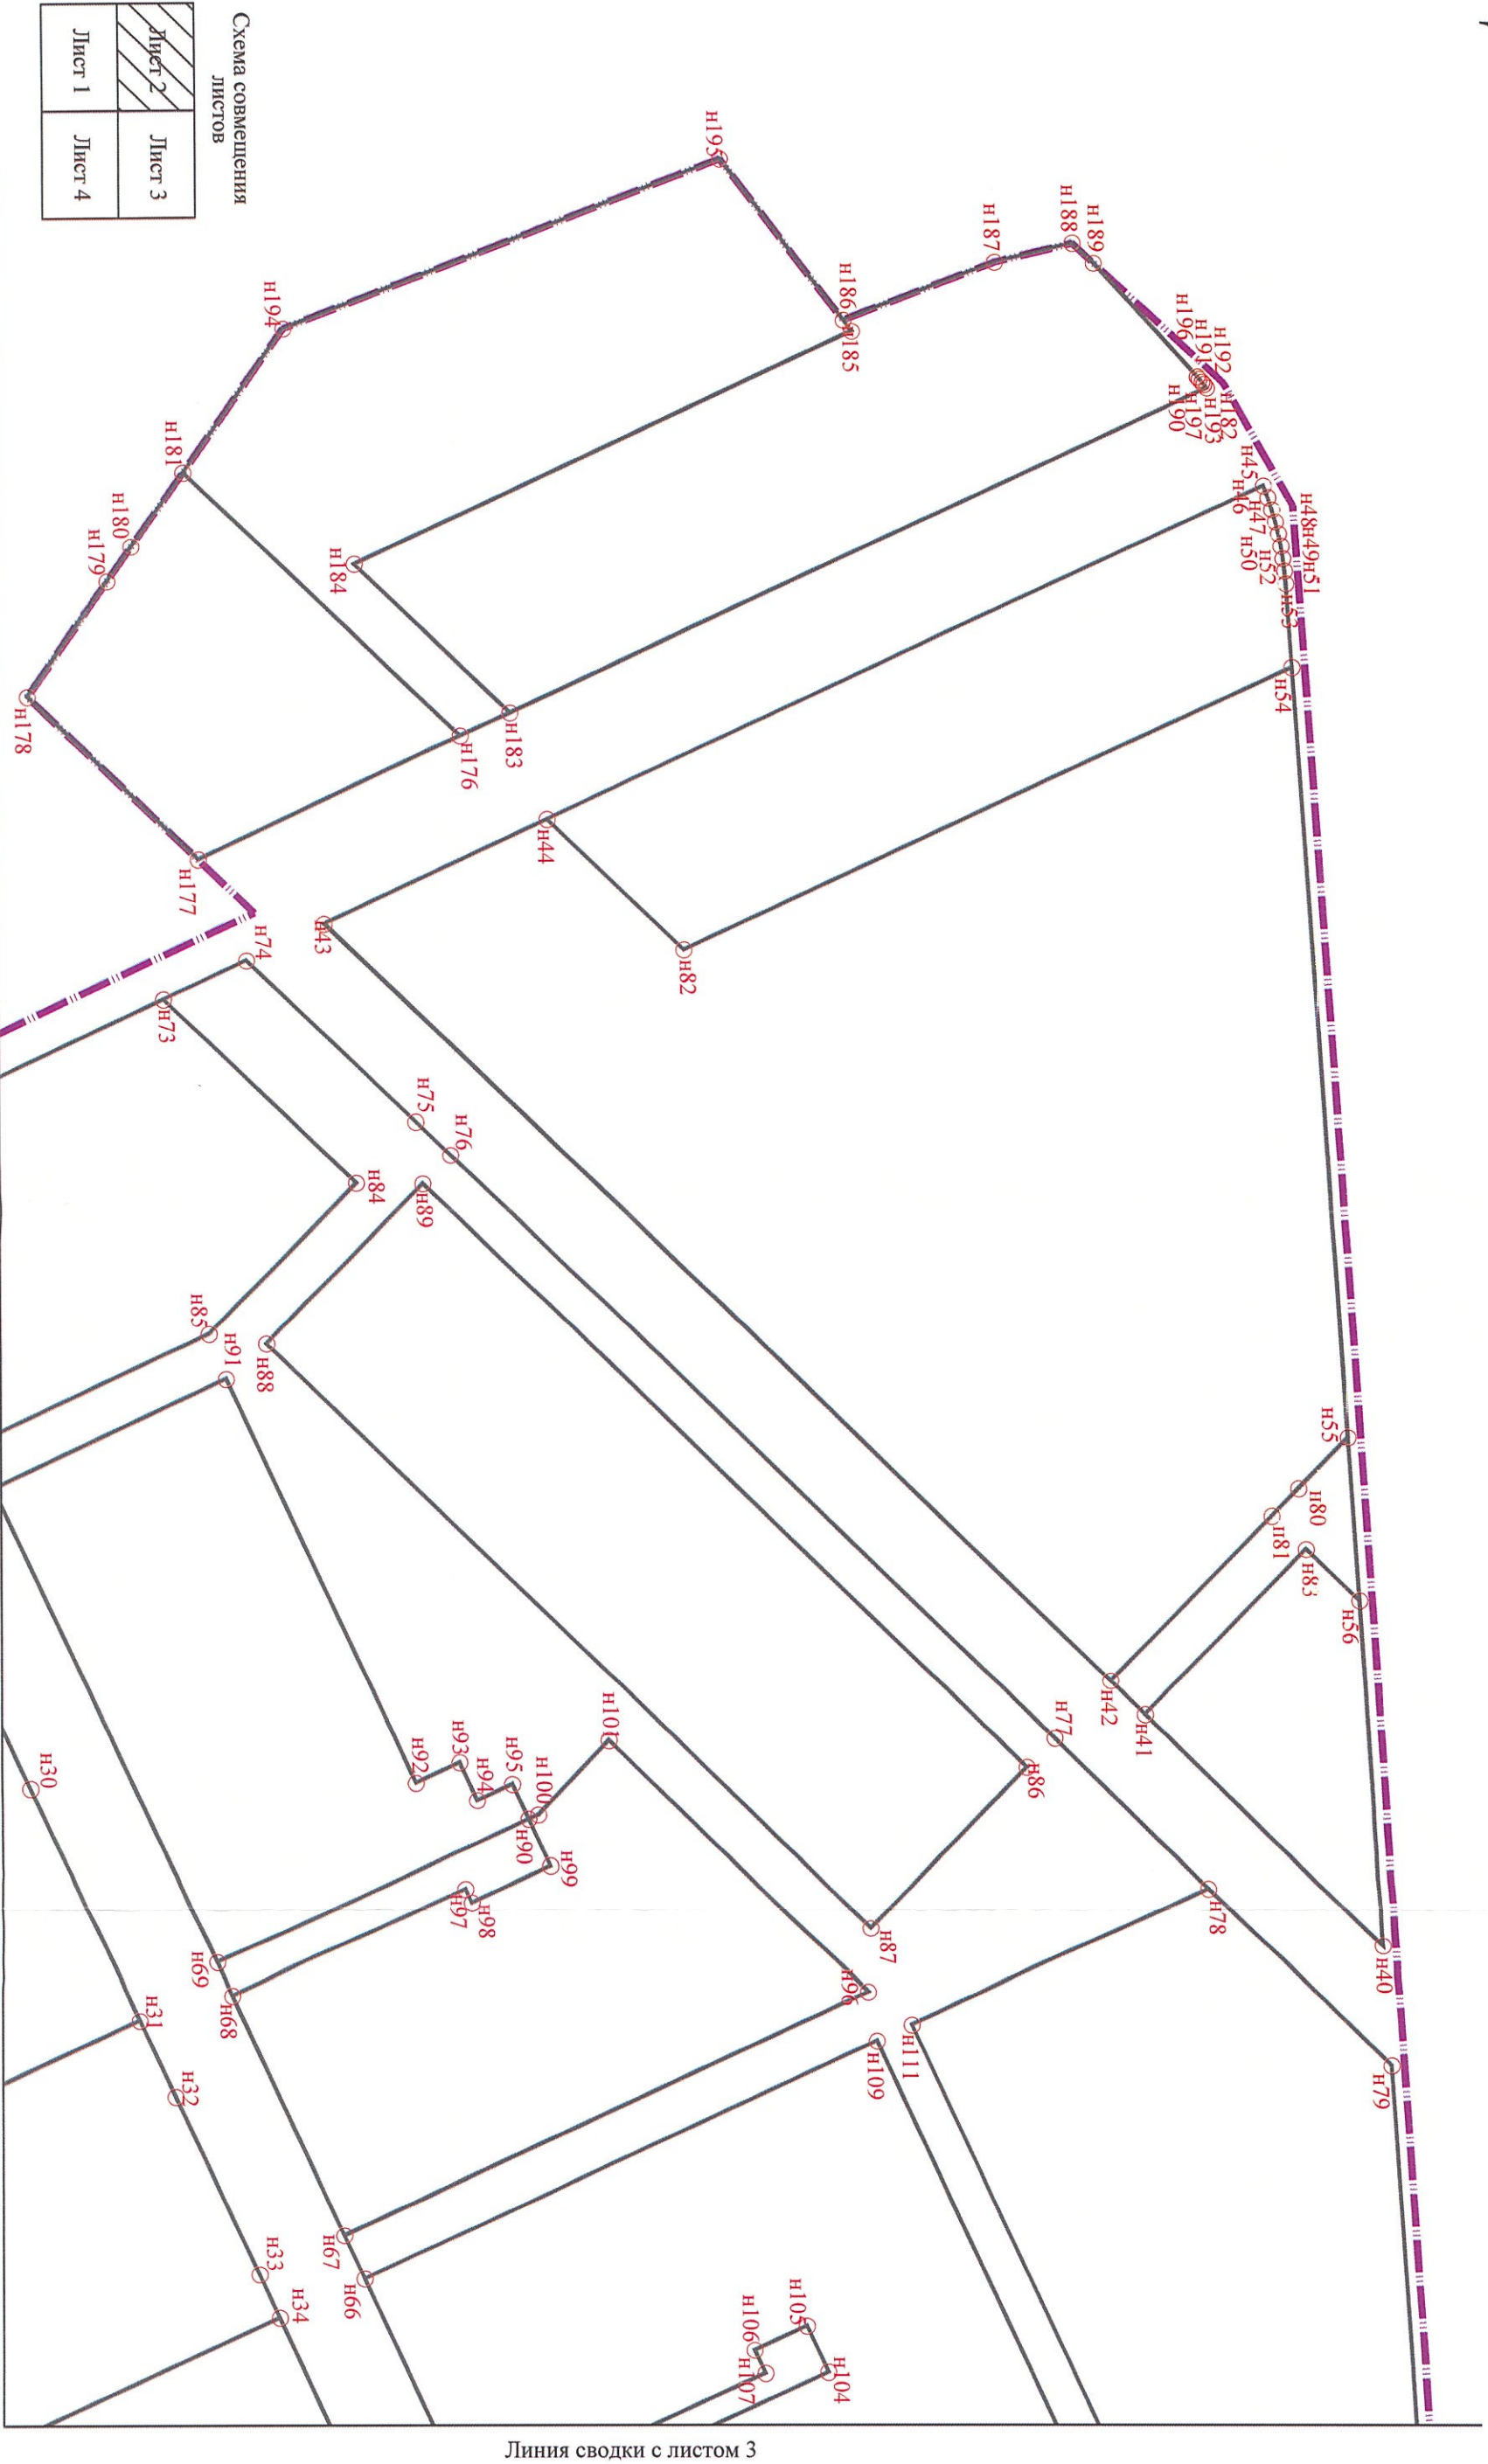 Схема совмещения
листов
Лист 2
Лист 3
Лист 1
Лист 4
н195
н188
н189
н187
н186
н185
н196
н191
н192
н182
н193
н197
н190
н194
н181
н180
н179
н184
н178
н183
н176
н177
н45
н46
н47
н48
н49
н50
н51
н52
н53
н54
н44
н43
н82
н74
н73
н75
н76
н84
н89
н85
н88
н91
н55
н80
н81
н83
н56
н42
н41
н77
н86
н101
н92
н93
н94
н95
н100
н90
н99
н97
н98
н87
н78
н40
н96
н111
н109
н79
н30
н69
н68
н31
н32
н67
н66
н33
н34
н105
н106
н107
н104
Линия сводки с листом 3